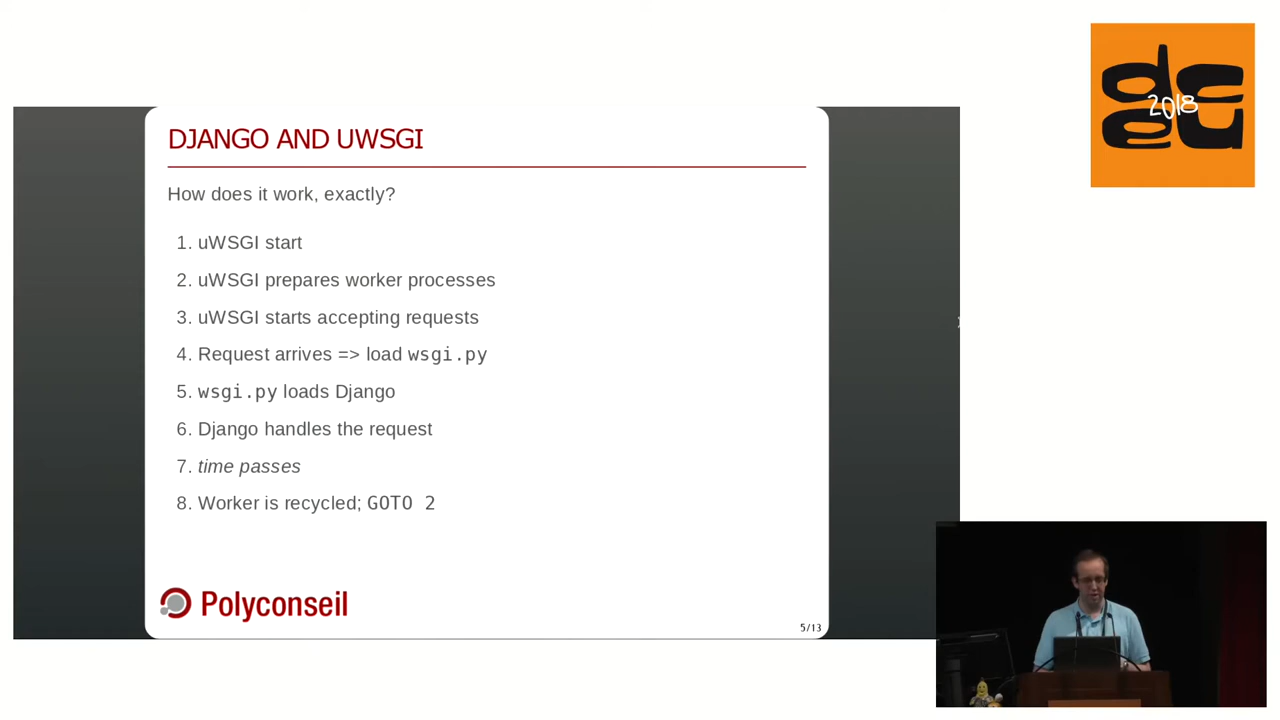 DJANGO AND UWSGI
How does it work, exactly?
1. uWSGI start
2. uWSGI prepares worker processes
3. uWSGI starts accepting requests
4. Request arrives => load wsgi.py
5. wsgi.py loads Django
6. Django handles the request
7. time passes
8. Worker is recycled; GOTO 2
Polyconseil
5/13
dc
2018
eu